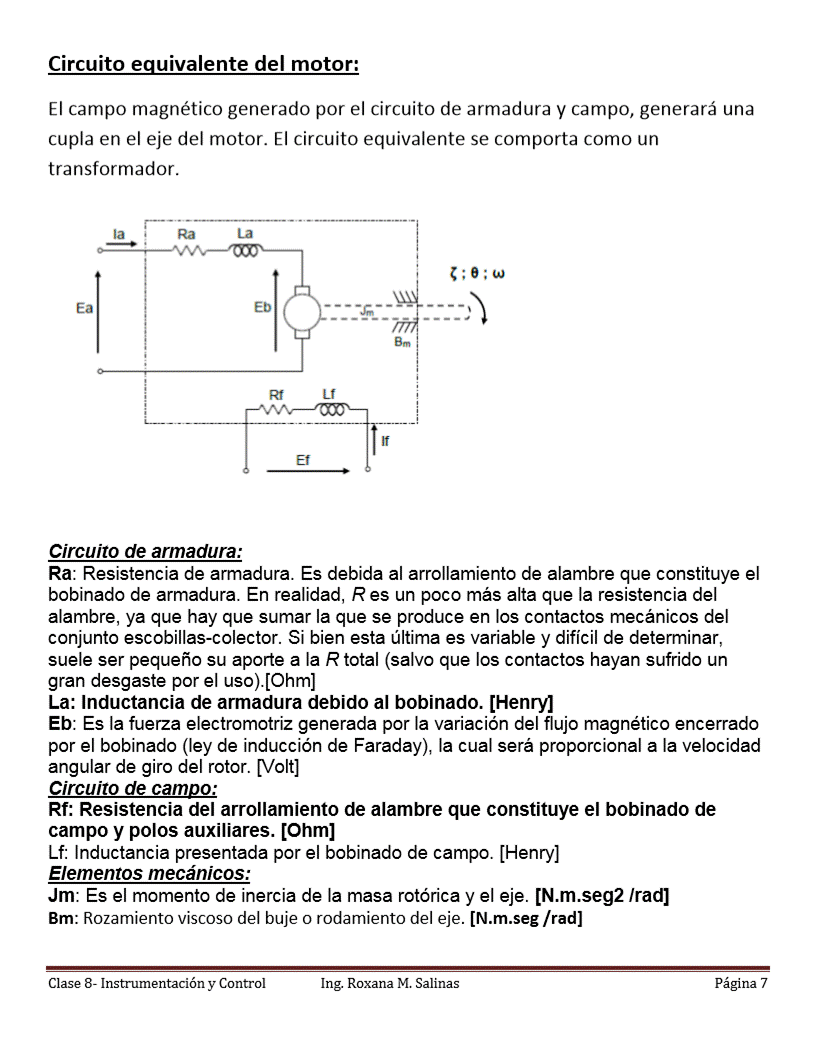 Circuito equivalente del motor:
El campo magnético generado por el circuito de armadura y campo, generará una
cupla en el eje del motor. El circuito equivalente se comporta como un
transformador.
Ia
Ra
La
ζ ; θ ; ω
Ea
Eb
Jm
Bm
Rf
Lf
If
Ef
Circuito de armadura:
Ra: Resistencia de armadura. Es debida al arrollamiento de alambre que constituye el
bobinado de armadura. En realidad, R es un poco más alta que la resistencia del
alambre, ya que hay que sumar la que se produce en los contactos mecánicos del
conjunto escobillas-colector. Si bien esta última es variable y difícil de determinar,
suele ser pequeño su aporte a la R total (salvo que los contactos hayan sufrido un
gran desgaste por el uso).[Ohm]
La: Inductancia de armadura debido al bobinado. [Henry]
Eb: Es la fuerza electromotriz generada por la variación del flujo magnético encerrado
por el bobinado (ley de inducción de Faraday), la cual será proporcional a la velocidad
angular de giro del rotor. [Volt]
Circuito de campo:
Rf: Resistencia del arrollamiento de alambre que constituye el bobinado de
campo y polos auxiliares. [Ohm]
Lf: Inductancia presentada por el bobinado de campo. [Henry]
Elementos mecánicos:
Jm: Es el momento de inercia de la masa rotórica y el eje. [N.m.seg2 /rad]
Bm: Rozamiento viscoso del buje o rodamiento del eje. [N.m.seg /rad]
Clase 8- Instrumentación y Control Ing. Roxana M. Salinas Página 7